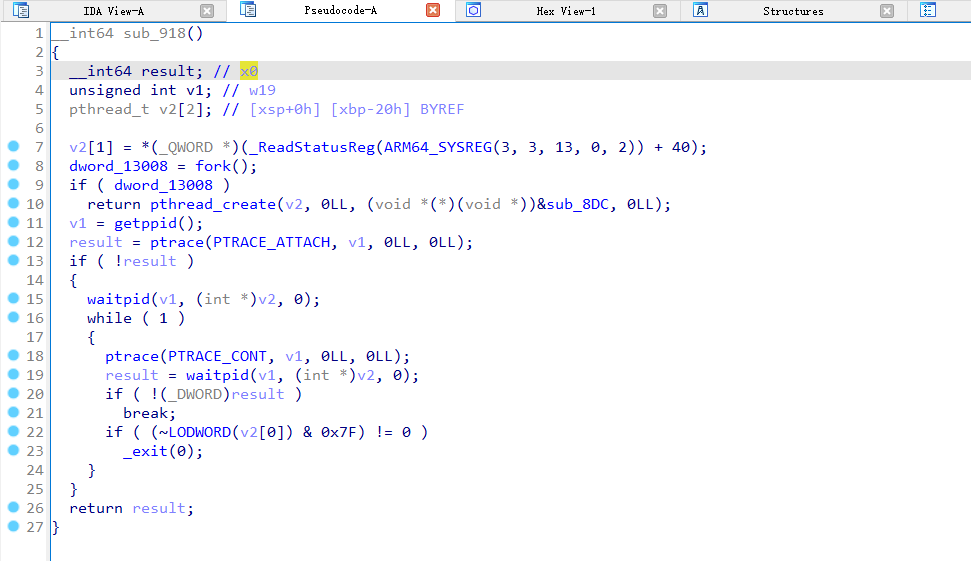 IDA View-A Pseudocode-A Hex View-1 Structures
1 __int64 sub_918()
2 {
3 __int64 result; // x0
4 unsigned int v1; // w19
5 pthread_t v2[2]; // [xsp+0h] [xbp-20h] BYREF
6
7 v2[1] = *(_QWORD *)(_ReadStatusReg(ARM64_SYSREG(3, 3, 13, 0, 2)) + 40);
8 dword_13008 = fork();
9 if ( dword_13008 )
10 return pthread_create(v2, 0LL, (void *(*)(void *))&sub_8DC, 0LL);
11 v1 = getppid();
12 result = ptrace(PTRACE_ATTACH, v1, 0LL, 0LL);
13 if ( !result )
14 {
15 waitpid(v1, (int *)v2, 0);
16 while ( 1 )
17 {
18 ptrace(PTRACE_CONT, v1, 0LL, 0LL);
19 result = waitpid(v1, (int *)v2, 0);
20 if ( !(_DWORD)result )
21 break;
22 if ( (~LODWORD(v2[0]) & 0x7F) != 0 )
23 _exit(0);
24 }
25 }
26 return result;
27 }